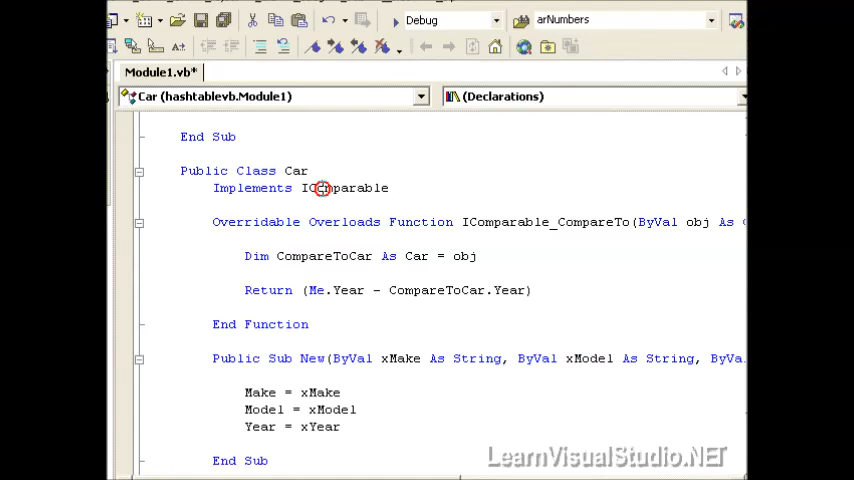 Debug
arNumbers
Module1.vb*
Car (hashtablevb.Module1)
(Declarations)
End Sub
Public Class Car
Implements IComparable
Overridable Overloads Function IComparable_CompareTo(ByVal obj As
Dim CompareToCar As Car = obj
Return (Me.Year - CompareToCar.Year)
End Function
Public Sub New(ByVal xMake As String, ByVal xModel As String, ByVa
Make = xMake
Model = xModel
Year = xYear
End Sub
LearnVisualStudio.NET